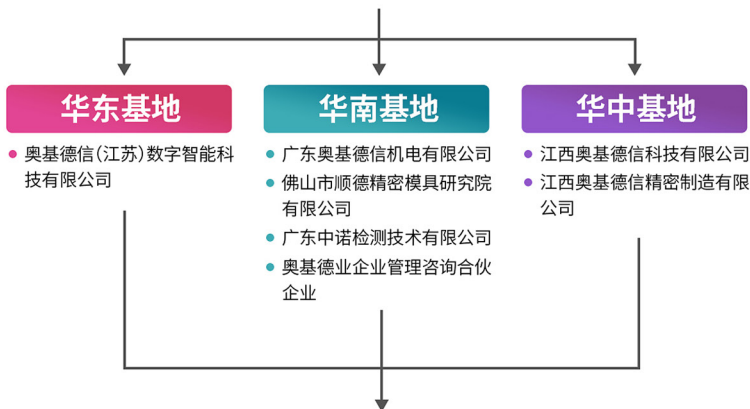 华东基地
奥基德信(江苏)数字智能科
技有限公司
华南基地
广东奥基德信机电有限公司
佛山市顺德精密模具研究院
有限公司
广东中诺检测技术有限公司
奥基德业企业管理咨询合伙
企业
华中基地
江西奥基德信科技有限公司
江西奥基德信精密制造有限
公司